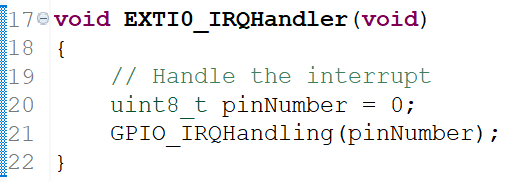 17 void EXTI0_IRQHandler(void)
18 {
19     // Handle the interrupt
20     uint8_t pinNumber = 0;
21     GPIO_IRQHandling(pinNumber);
22 }